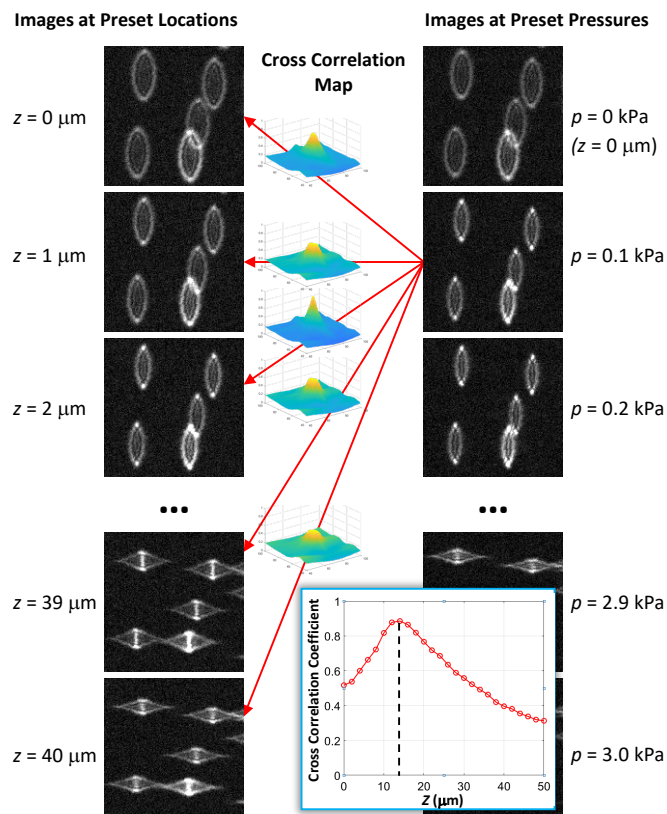 Images at Preset Locations
Images at Preset Pressures
Cross Correlation
Map
z = 0 μm
p = 0 kPa
(z = 0 μm)
z = 1 μm
p = 0.1 kPa
z = 2 μm
p = 0.2 kPa
...
...
z = 39 μm
p = 2.9 kPa
z = 40 μm
p = 3.0 kPa
Cross Correlation Coefficient
1
0.8
0.6
0.4
0.2
0
0 10 20 30 40 50
Z (μm)